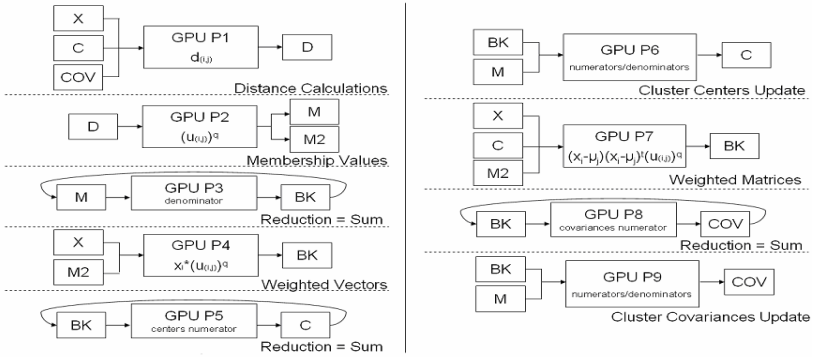 X
C
COV
GPU P1
d(i,j)
D
Distance Calculations
D
GPU P2
(u(i,j))q
M
M2
Membership Values
M
GPU P3
denominator
BK
Reduction = Sum
X
M2
GPU P4
xi*(u(i,j))q
BK
Weighted Vectors
BK
GPU P5
centers numerator
C
Reduction = Sum
BK
M
GPU P6
numerators/denominators
C
Cluster Centers Update
X
C
M2
GPU P7
(xi-μj)(xi-μj)t(u(i,j))q
BK
Weighted Matrices
BK
GPU P8
covariances numerator
COV
Reduction = Sum
BK
M
GPU P9
numerators/denominators
COV
Cluster Covariances Update